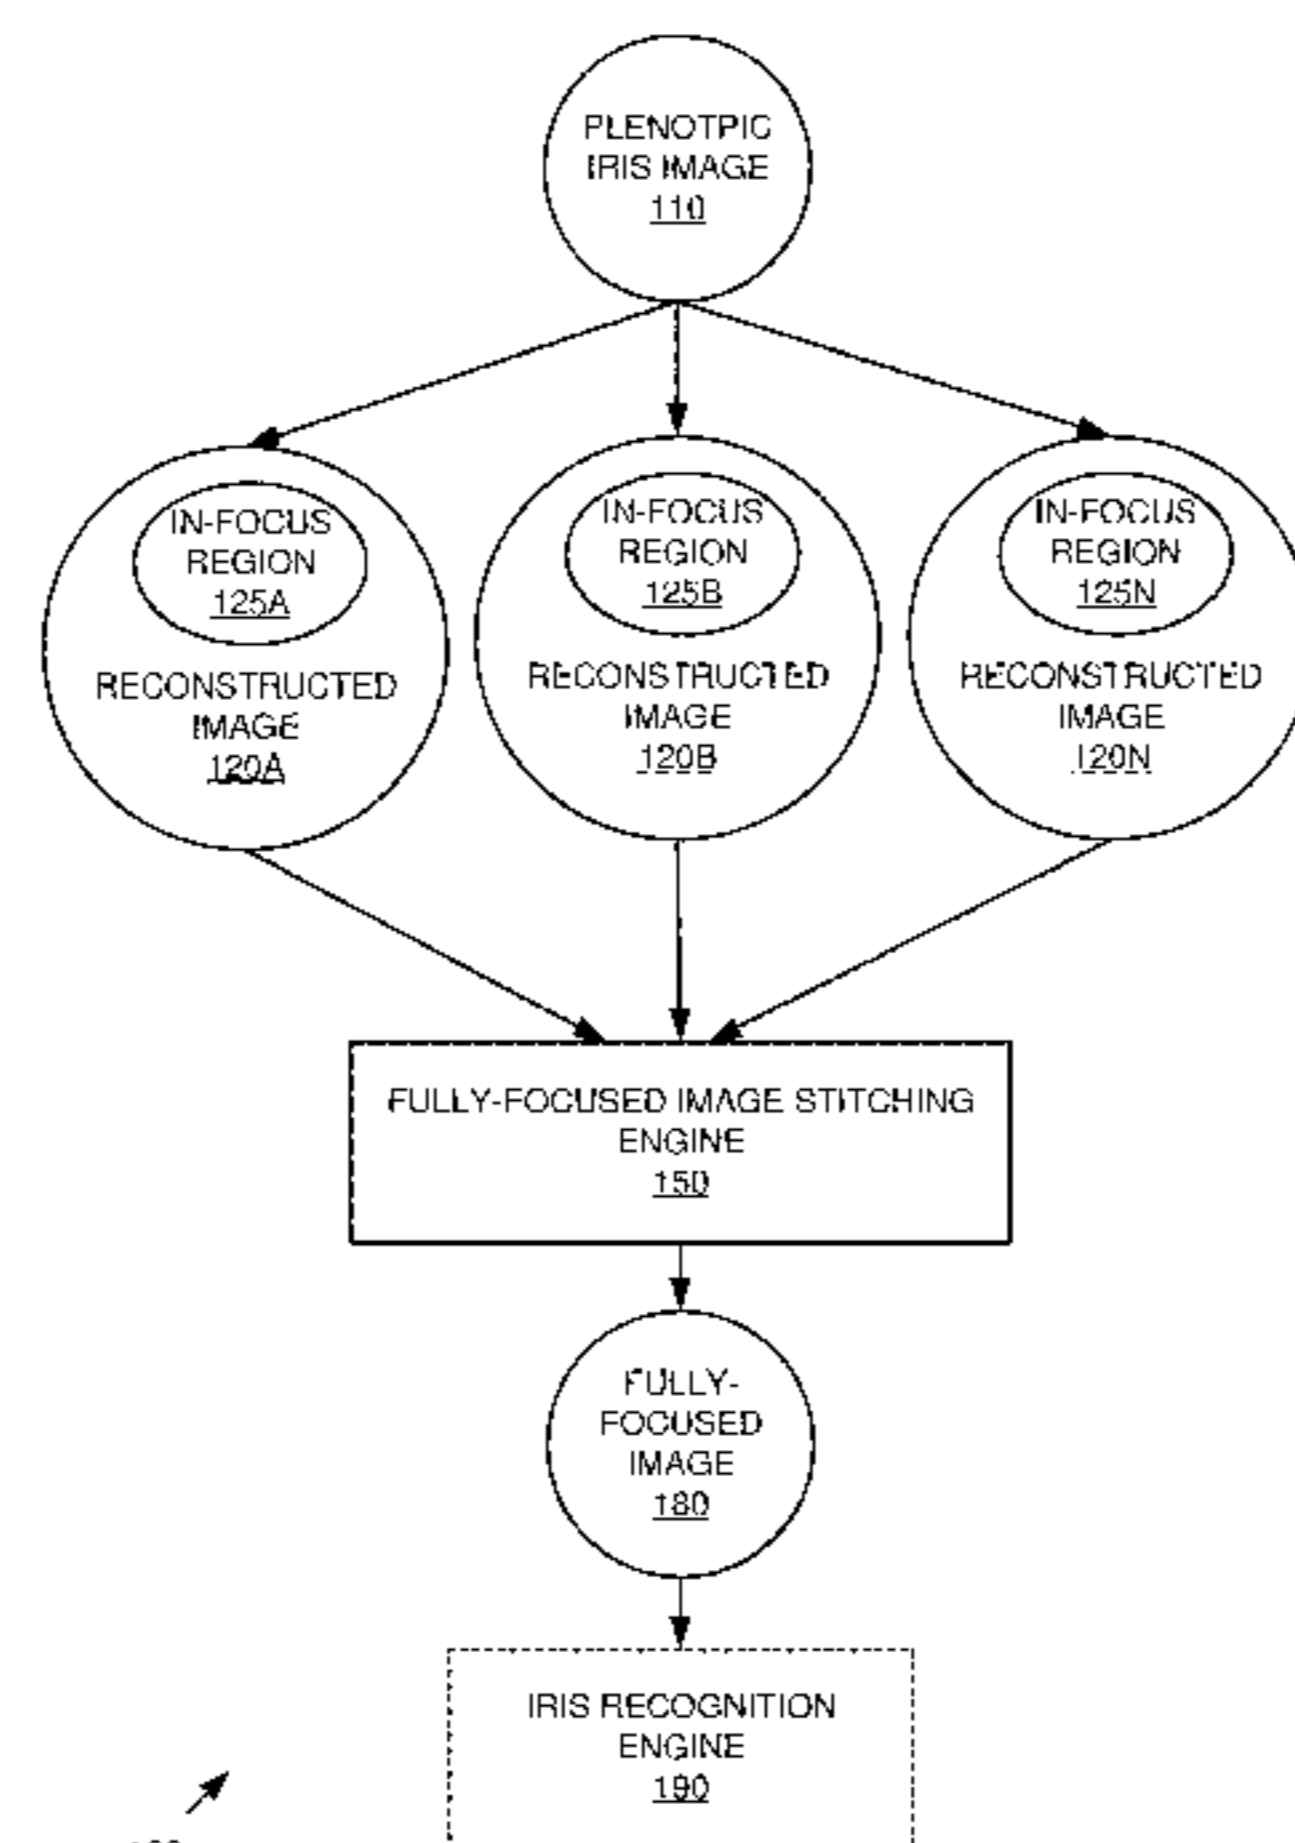 PLENOTPIC
IRIS IMAGE
110
IN-FOCUS
REGION
125A
RECONSTRUCTED
IMAGE
120A
IN-FOCUS
REGION
125B
RECONSTRUCTED
IMAGE
120B
IN-FOCUS
REGION
125N
RECONSTRUCTED
IMAGE
120N
FULLY-FOCUSED IMAGE STITCHING
ENGINE
150
FULLY-
FOCUSED
IMAGE
180
IRIS RECOGNITION
ENGINE
190